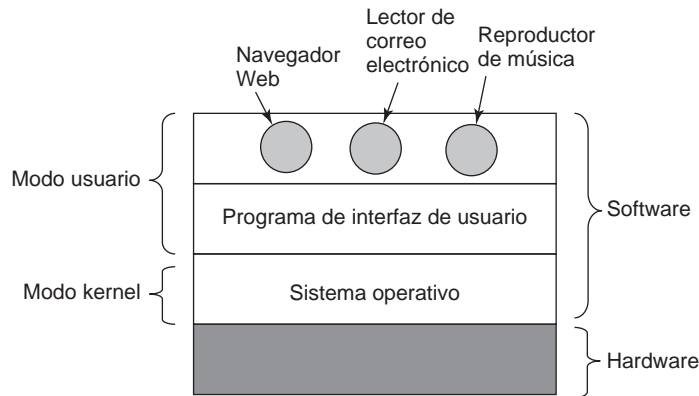 Navegador
Web
Lector de
correo
electrónico
Reproductor
de música
Modo usuario
Programa de interfaz de usuario
Software
Modo kernel
Sistema operativo
Hardware